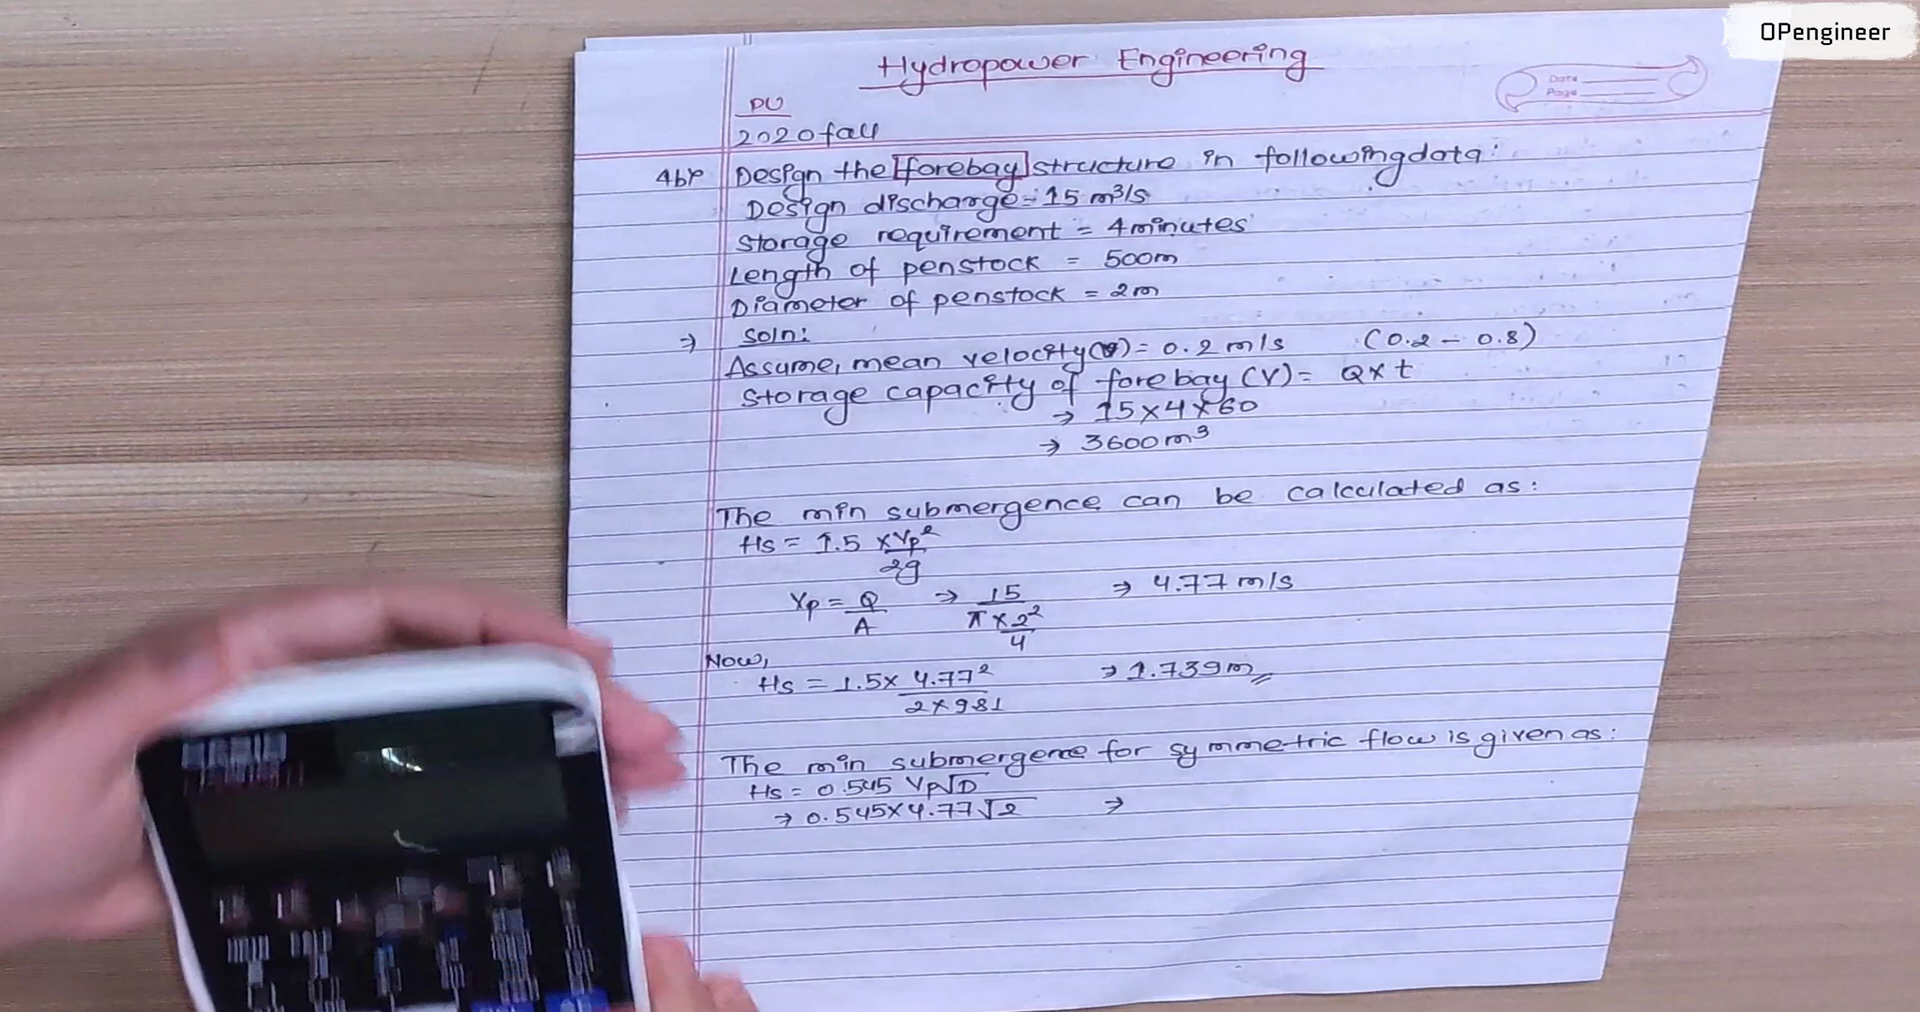 OPengineer
Hydropower Engineering
Date
Page
PU
2020 fall
4b) Design the forebay structure in following data:
Design discharge = 15 m³/s
Storage requirement = 4 minutes
Length of penstock = 500m
Diameter of penstock = 2m
⇒ Soln:
Assume, mean velocity (v) = 0.2 m/s (0.2 - 0.8)
Storage capacity of forebay (V) = Q x t
→ 15 x 4 x 60
→ 3600 m³
The min submergence can be calculated as:
Hs = 1.5 x Vp²
2g
Vp = Q → 15 → 4.77 m/s
A π x 2²
4
Now,
Hs = 1.5 x 4.77² → 1.739m
2 x 981
The min submergence for symmetric flow is given as:
Hs = 0.545 Vp√D
→ 0.545 x 4.77√2 →